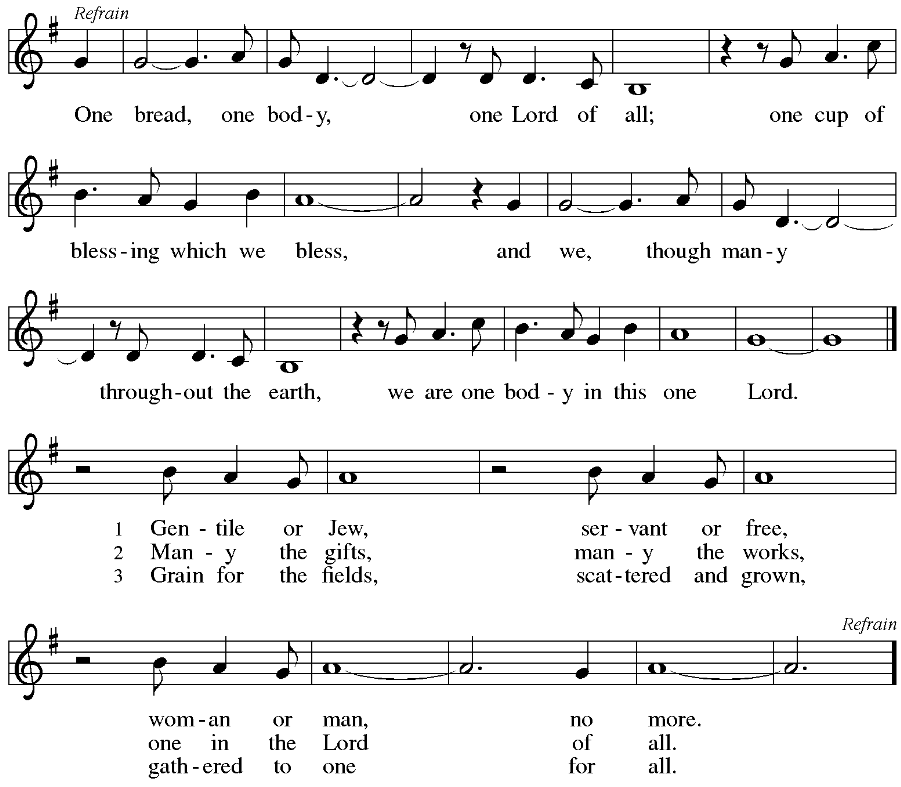 Refrain
One bread, one bod-y, one Lord of all; one cup of
bless-ing which we bless, and we, though man-y
through-out the earth, we are one bod-y in this one Lord.
1 Gen-tile or Jew, ser-vant or free,
2 Man-y the gifts, man-y the works,
3 Grain for the fields, scat-tered and grown,
Refrain
wom-an or man, no more.
one in the Lord of all.
gath-ered to one for all.